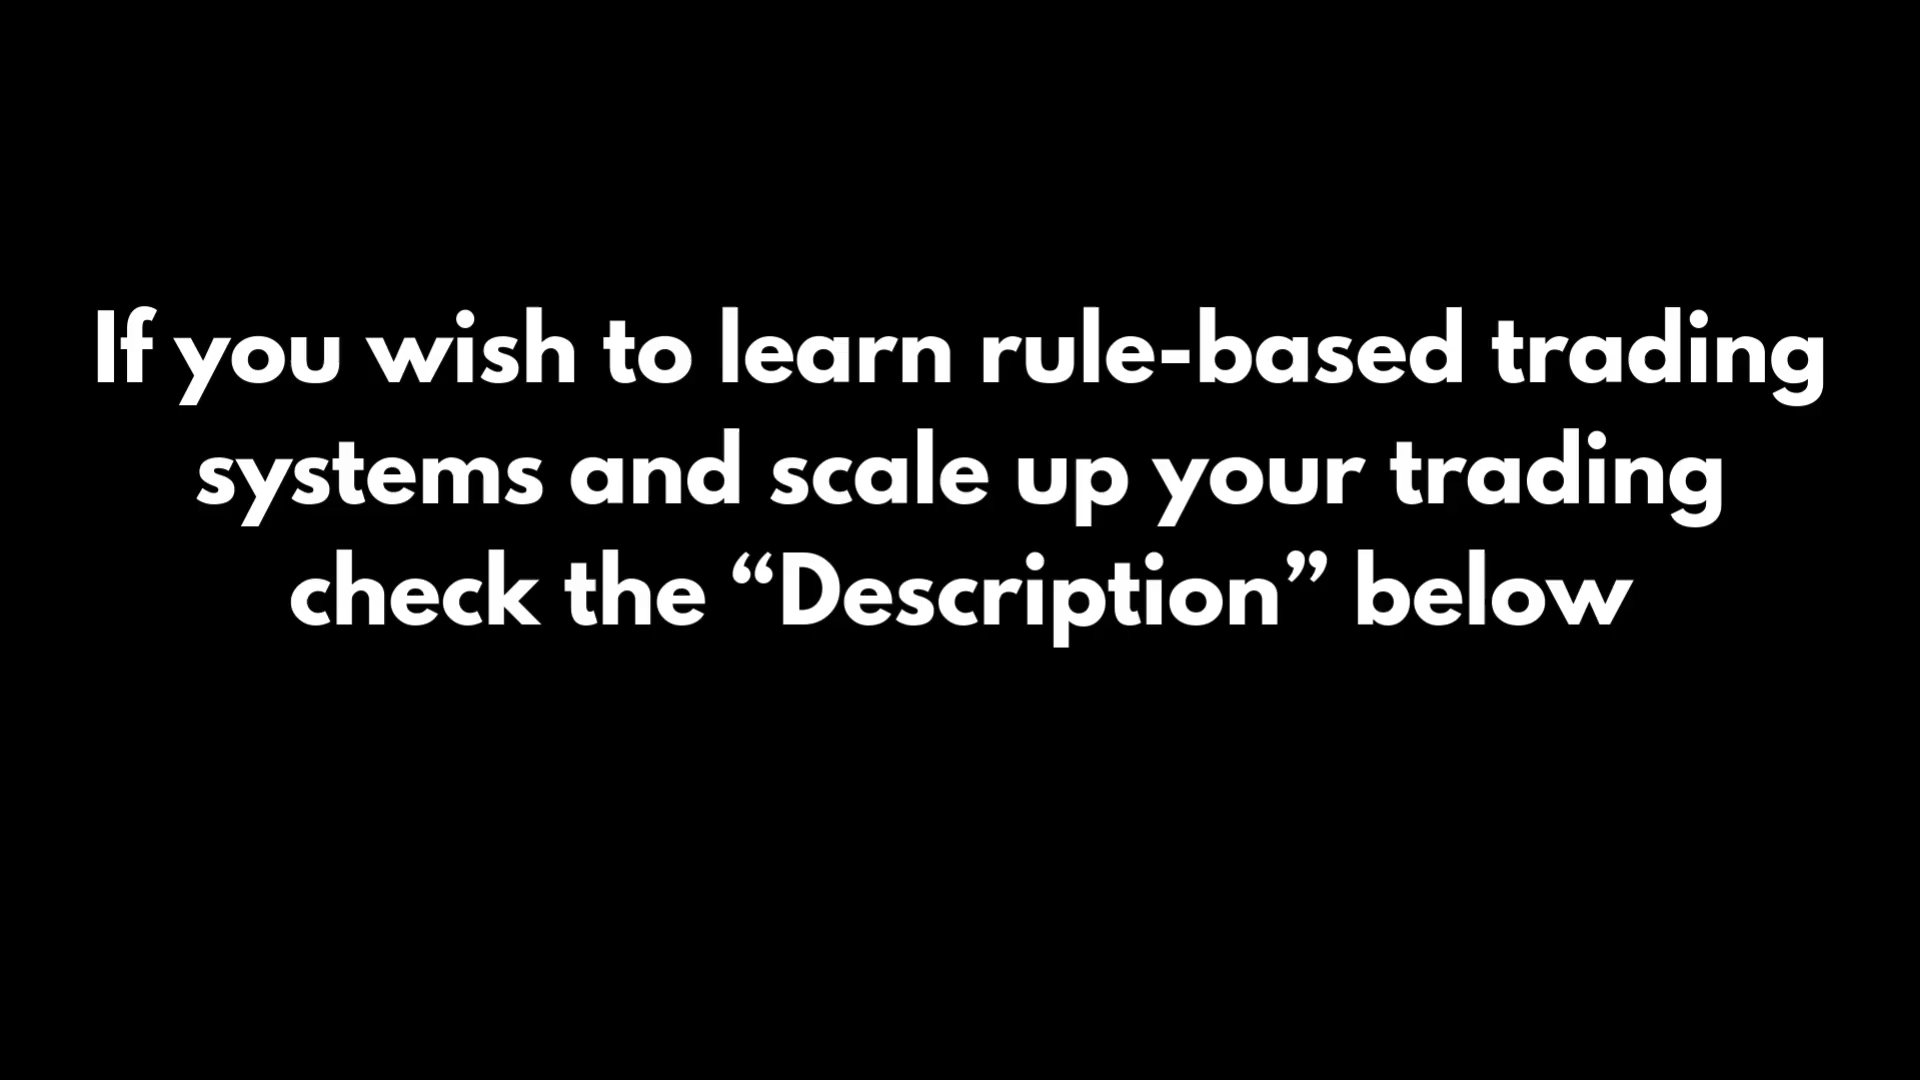 If you wish to learn rule-based trading
systems and scale up your trading
check the “Description” below